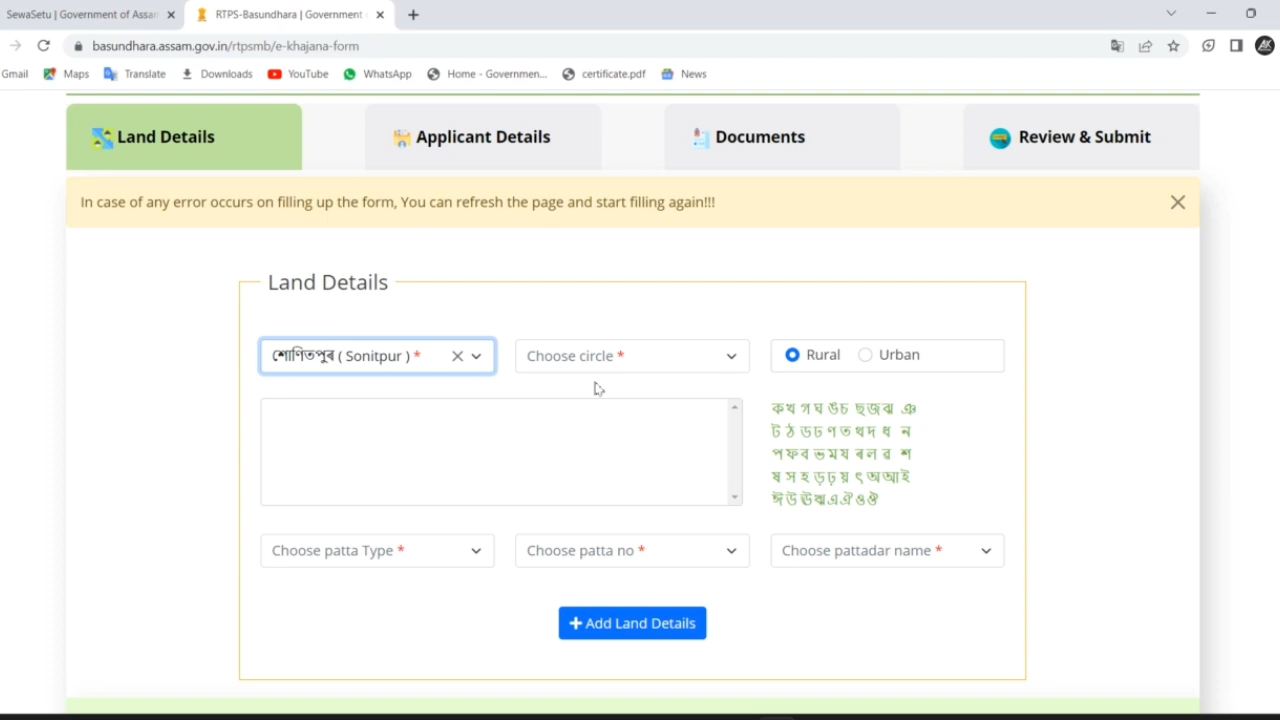 SewaSetu | Government of Assam
RTPS-Basundhara | Government
basundhara.assam.gov.in/rtpsmb/e-khajana-form
Gmail Maps Translate Downloads YouTube WhatsApp Home - Governmen... certificate.pdf News
Land Details Applicant Details Documents Review & Submit
In case of any error occurs on filling up the form, You can refresh the page and start filling again!!!
Land Details
শোণিতপুৰ ( Sonitpur ) * Choose circle * Rural Urban
ক খ গ ঘ ঙ চ ছ জ ঝ ঞ
ট ঠ ড ঢ ণ ত থ দ ধ ন
প ফ ব ভ ম য ৰ ল ৱ শ
ষ স হ ড় ঢ় য় ৎ অ আ ই
ঈ উ ঊ ঋ এ ঐ ও ঔ
Choose patta Type * Choose patta no * Choose pattadar name *
+ Add Land Details